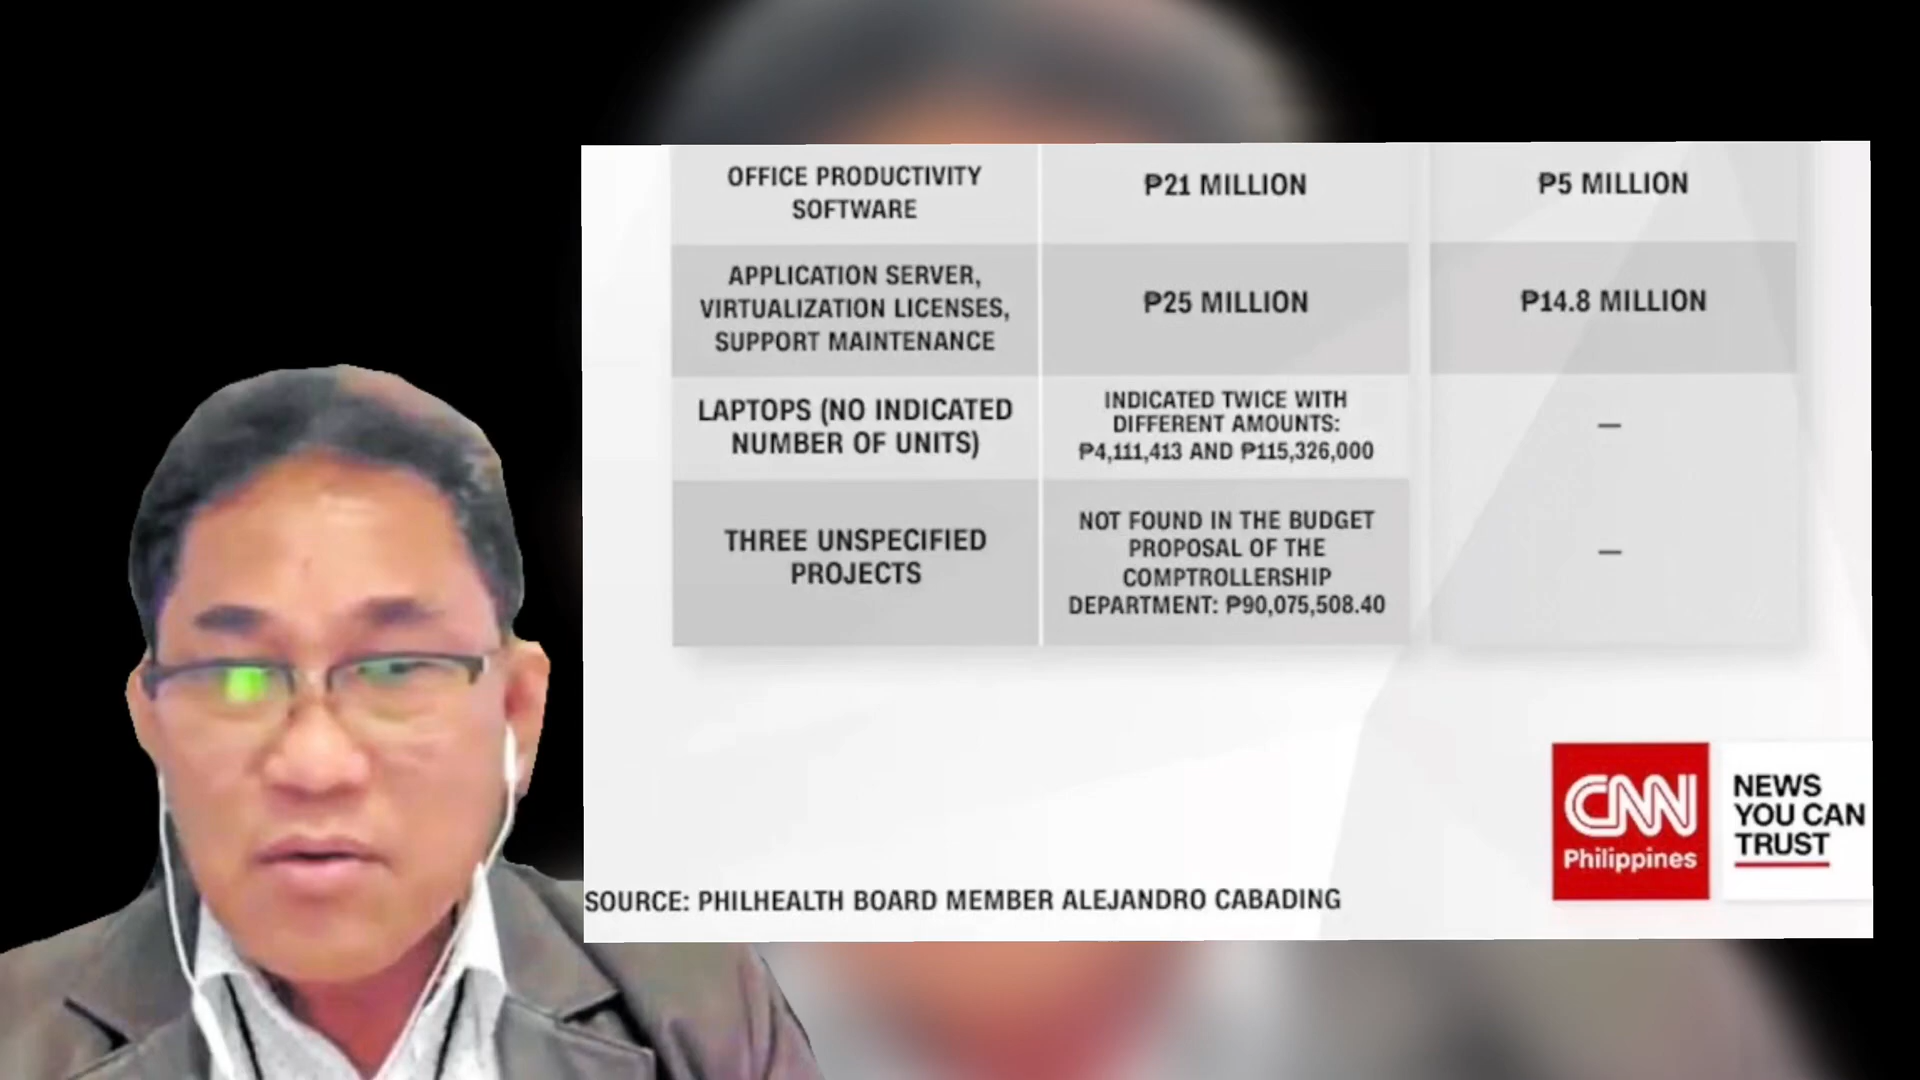 OFFICE PRODUCTIVITY
SOFTWARE
₱21 MILLION
₱5 MILLION
APPLICATION SERVER,
VIRTUALIZATION LICENSES,
SUPPORT MAINTENANCE
₱25 MILLION
₱14.8 MILLION
LAPTOPS (NO INDICATED
NUMBER OF UNITS)
INDICATED TWICE WITH
DIFFERENT AMOUNTS:
₱4,111,413 AND ₱115,326,000
—
THREE UNSPECIFIED
PROJECTS
NOT FOUND IN THE BUDGET
PROPOSAL OF THE
COMPTROLLERSHIP
DEPARTMENT: ₱90,075,508.40
—
CNN
Philippines
NEWS
YOU CAN
TRUST
SOURCE: PHILHEALTH BOARD MEMBER ALEJANDRO CABADING